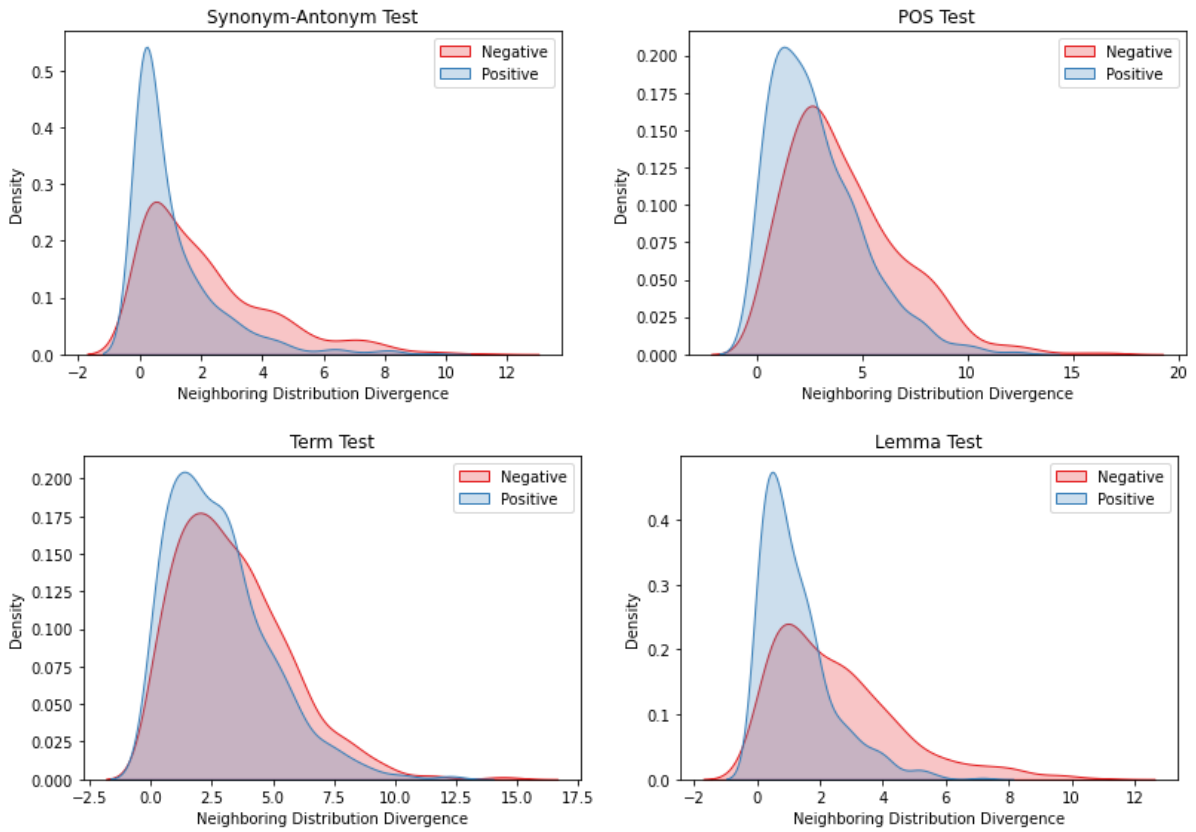 Synonym-Antonym Test
Negative
Positive
Density
0.5
0.4
0.3
0.2
0.1
0.0
−2 0 2 4 6 8 10 12
Neighboring Distribution Divergence
POS Test
Negative
Positive
Density
0.200
0.175
0.150
0.125
0.100
0.075
0.050
0.025
0.000
0 5 10 15 20
Neighboring Distribution Divergence
Term Test
Negative
Positive
Density
0.200
0.175
0.150
0.125
0.100
0.075
0.050
0.025
0.000
−2.5 0.0 2.5 5.0 7.5 10.0 12.5 15.0 17.5
Neighboring Distribution Divergence
Lemma Test
Negative
Positive
Density
0.4
0.3
0.2
0.1
0.0
−2 0 2 4 6 8 10 12
Neighboring Distribution Divergence